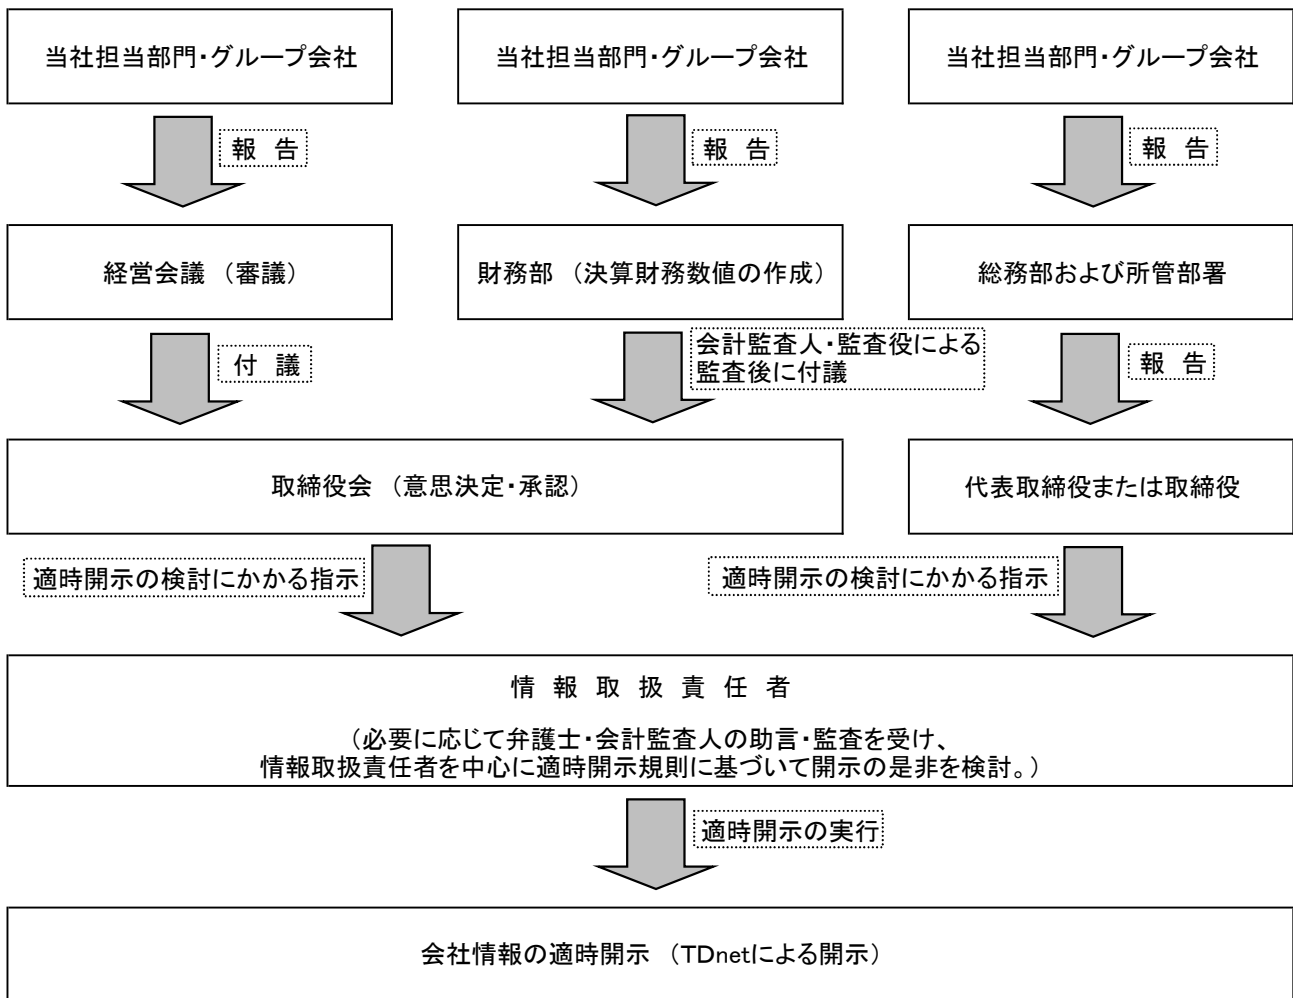 当社担当部門・グループ会社
当社担当部門・グループ会社
当社担当部門・グループ会社
報 告
報 告
報 告
経営会議 （審議）
財務部 （決算財務数値の作成）
総務部および所管部署
付 議
会計監査人・監査役による
監査後に付議
報 告
取締役会 （意思決定・承認）
代表取締役または取締役
適時開示の検討にかかる指示
適時開示の検討にかかる指示
情 報 取 扱 責 任 者
（必要に応じて弁護士・会計監査人の助言・監査を受け、
情報取扱責任者を中心に適時開示規則に基づいて開示の是非を検討。）
適時開示の実行
会社情報の適時開示 （TDnetによる開示）